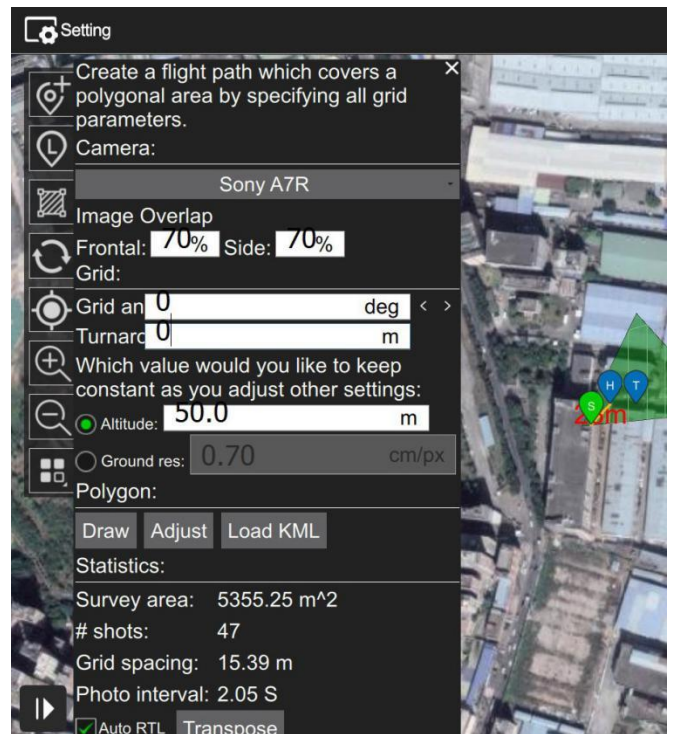 Setting
Create a flight path which covers a
polygonal area by specifying all grid
parameters.
Camera:
Sony A7R
Image Overlap
Frontal: 70% Side: 70%
Grid:
Grid an 0 deg < >
Turnarc 0 m
Which value would you like to keep
constant as you adjust other settings:
Altitude: 50.0 m
Ground res: 0.70 cm/px
Polygon:
Draw Adjust Load KML
Statistics:
Survey area: 5355.25 m^2
# shots: 47
Grid spacing: 15.39 m
Photo interval: 2.05 S
Auto RTL Transpose
L
H T
S